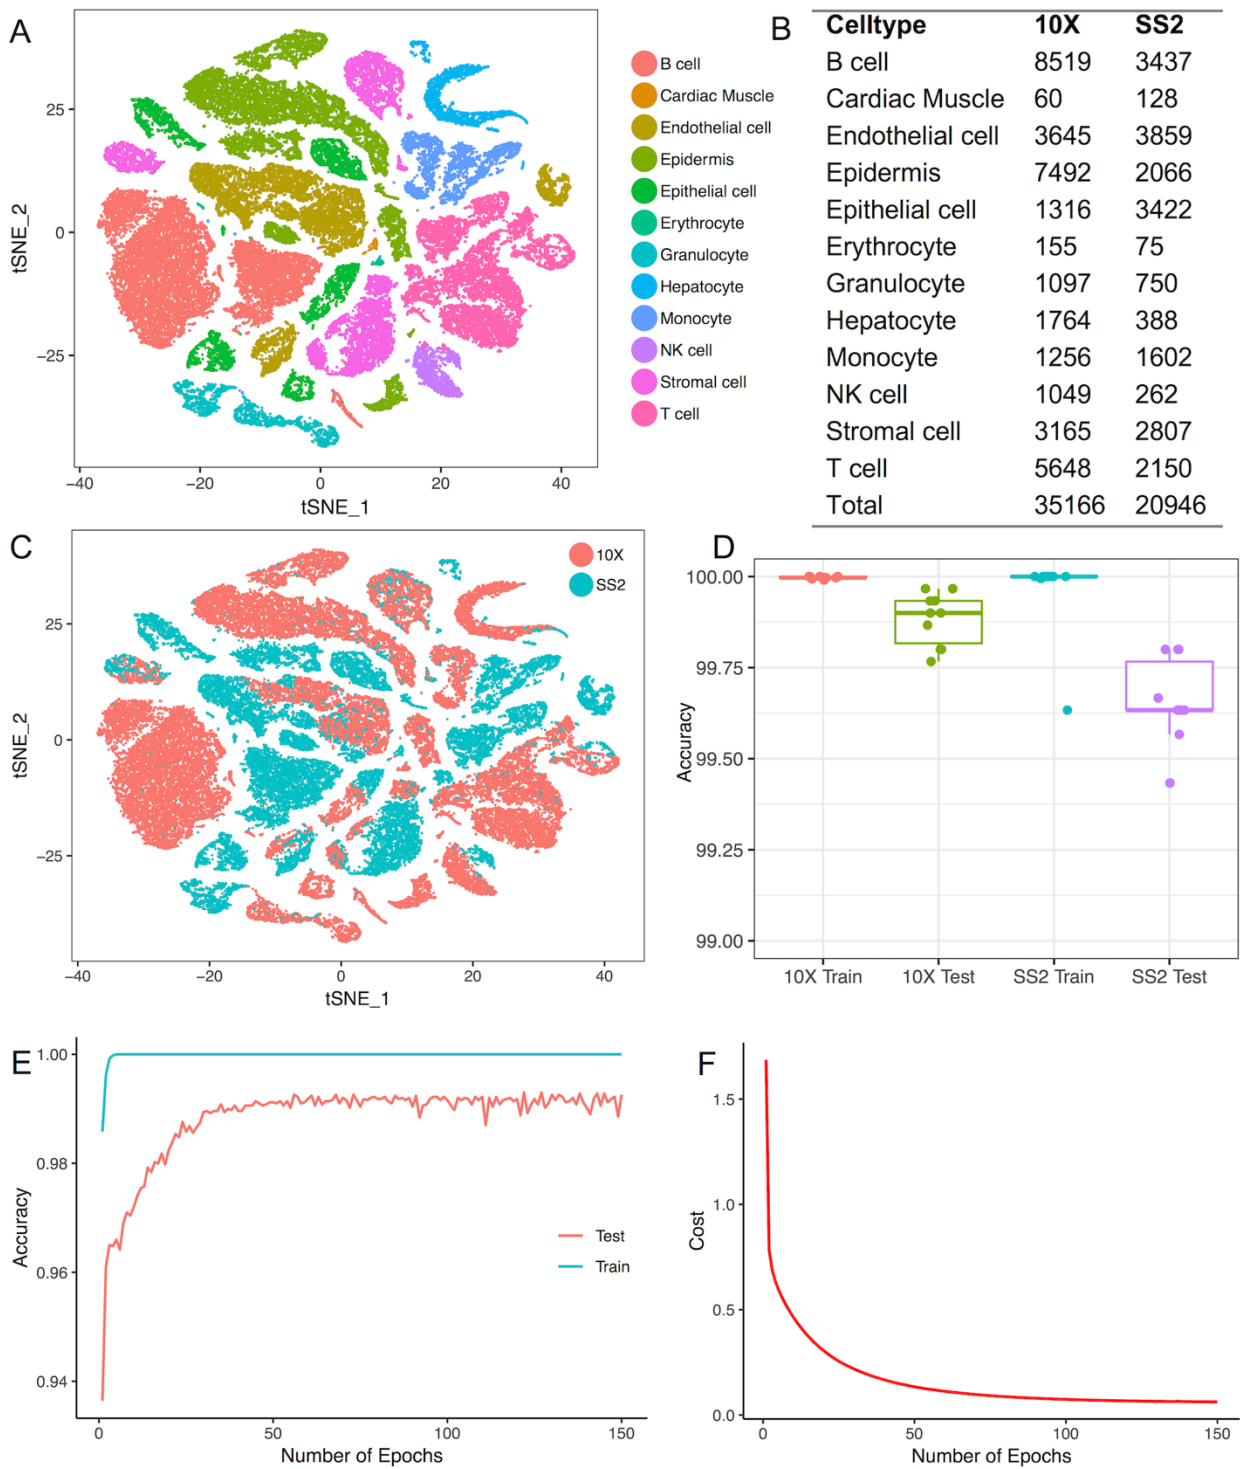 A
25
0
−25
tSNE_2
−40
−20
0
20
40
tSNE_1
B cell
Cardiac Muscle
Endothelial cell
Epidermis
Epithelial cell
Erythrocyte
Granulocyte
Hepatocyte
Monocyte
NK cell
Stromal cell
T cell
B
Celltype 10X SS2
B cell 8519 3437
Cardiac Muscle 60 128
Endothelial cell 3645 3859
Epidermis 7492 2066
Epithelial cell 1316 3422
Erythrocyte 155 75
Granulocyte 1097 750
Hepatocyte 1764 388
Monocyte 1256 1602
NK cell 1049 262
Stromal cell 3165 2807
T cell 5648 2150
Total 35166 20946
C
10X
SS2
25
0
−25
tSNE_2
−40
−20
0
20
40
tSNE_1
D
100.00
99.75
99.50
99.25
99.00
Accuracy
10X Train
10X Test
SS2 Train
SS2 Test
E
1.00
0.98
0.96
0.94
Accuracy
Test
Train
0
50
100
150
Number of Epochs
F
1.5
1.0
0.5
0.0
Cost
0
50
100
150
Number of Epochs